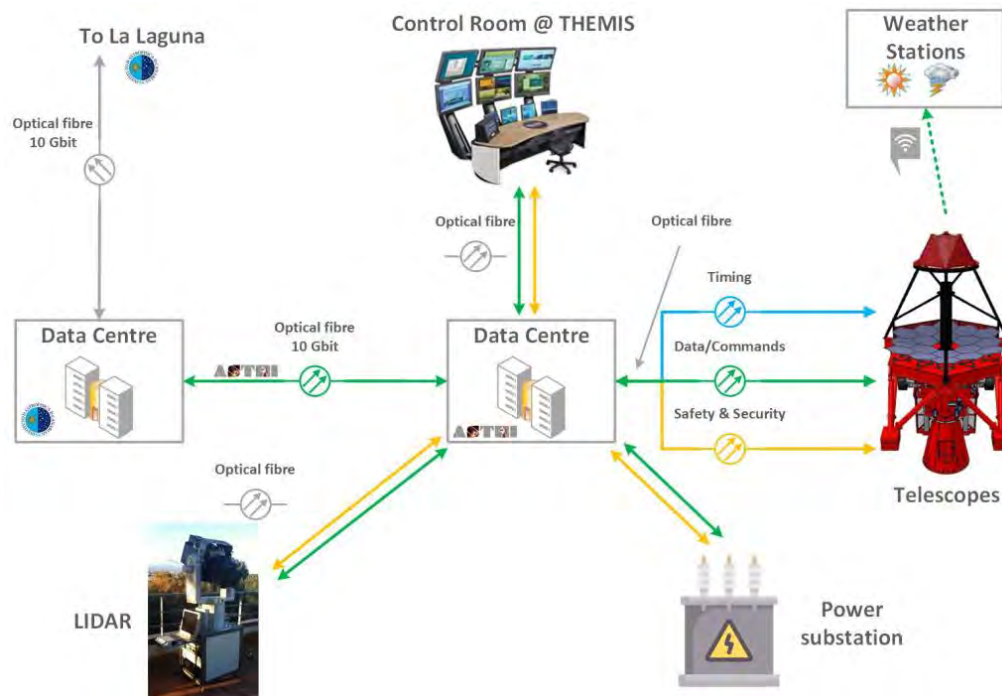 To La Laguna
Control Room @ THEMIS
Weather
Stations
Optical fibre
10 Gbit
Optical fibre
Optical fibre
Timing
Data Centre
Optical fibre
10 Gbit
Data Centre
Data/Commands
ASTRI
Safety & Security
ASTRI
Optical fibre
Telescopes
LIDAR
Power
substation